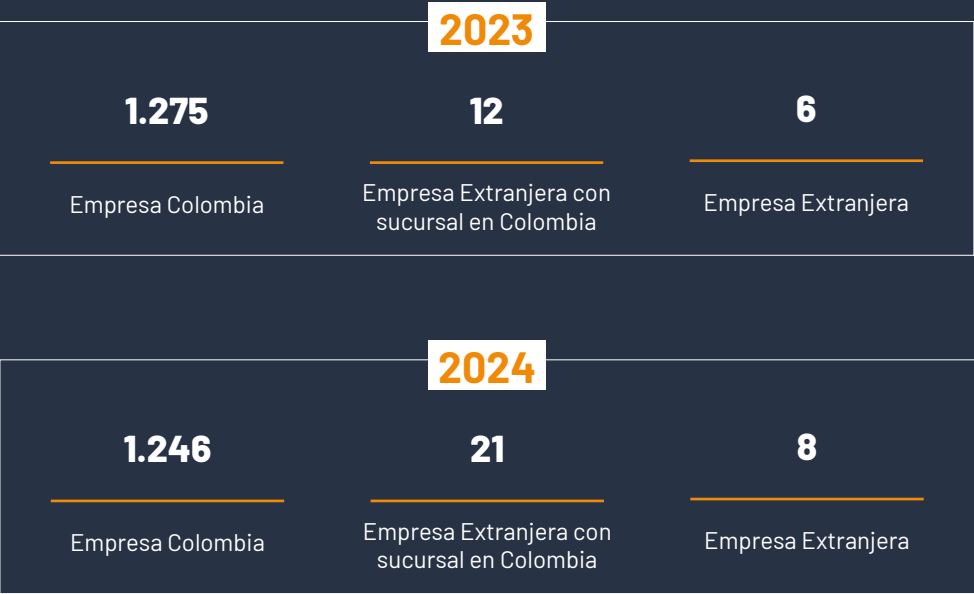 2023
1.275
12
6
Empresa Colombia
Empresa Extranjera con
sucursal en Colombia
Empresa Extranjera
2024
1.246
21
8
Empresa Colombia
Empresa Extranjera con
sucursal en Colombia
Empresa Extranjera